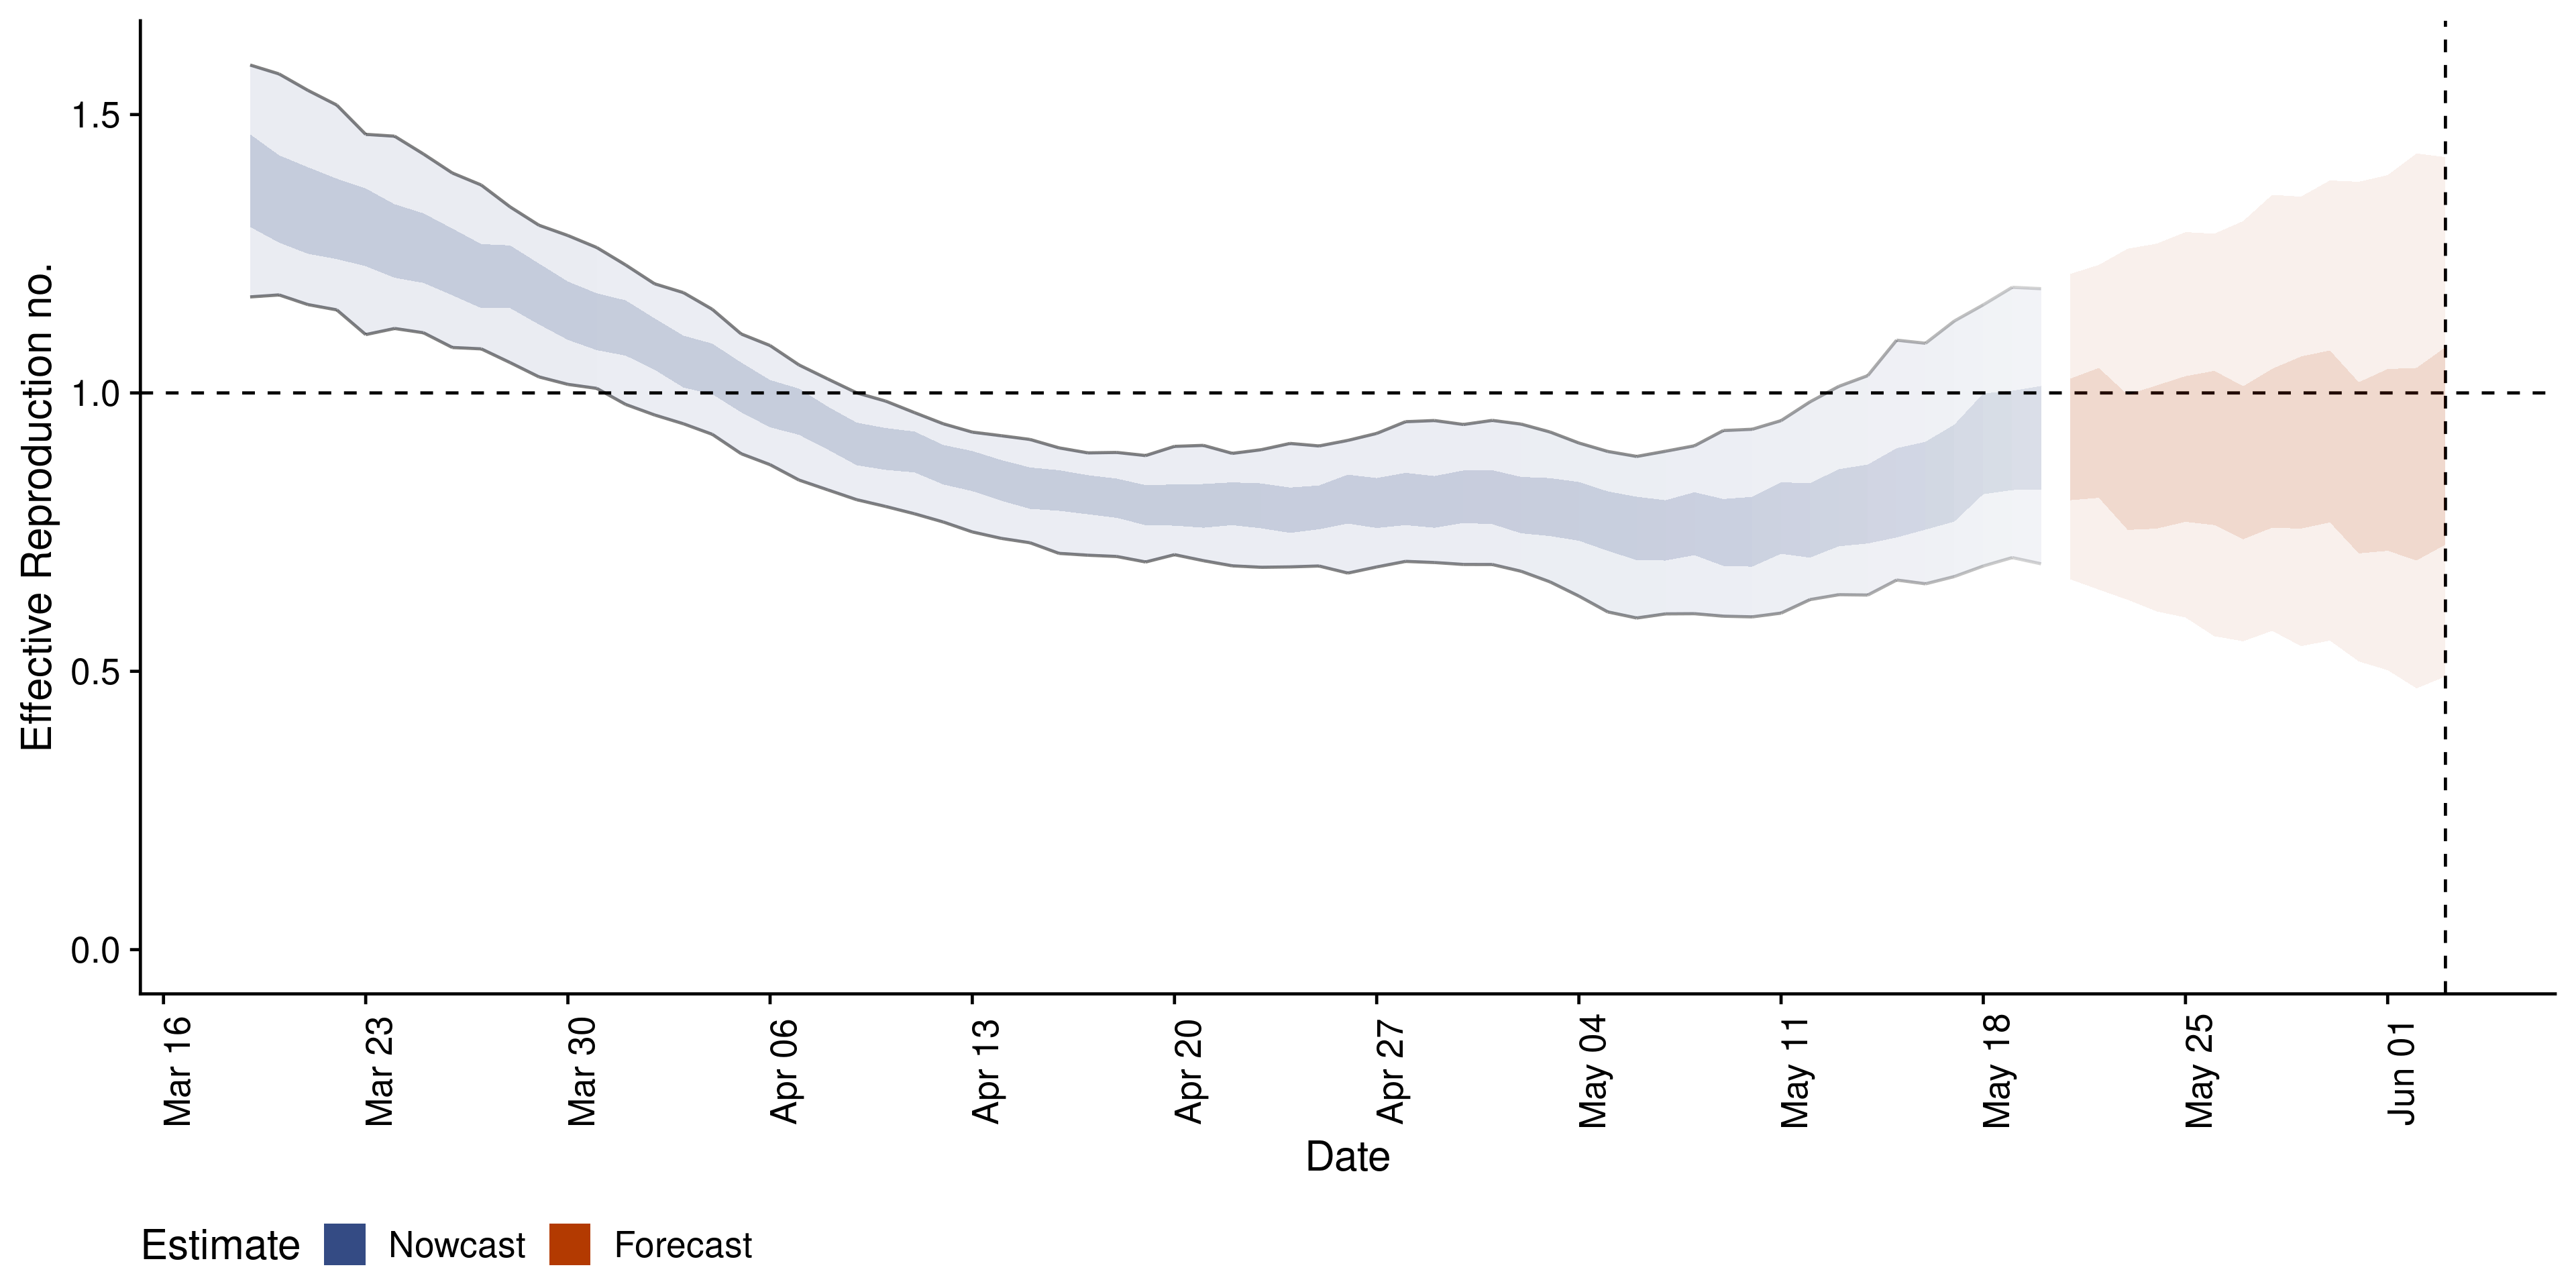 Effective Reproduction no.
1.5
1.0
0.5
0.0
Mar 16
Mar 23
Mar 30
Apr 06
Apr 13
Apr 20
Apr 27
May 04
May 11
May 18
May 25
Jun 01
Date
Estimate Nowcast Forecast